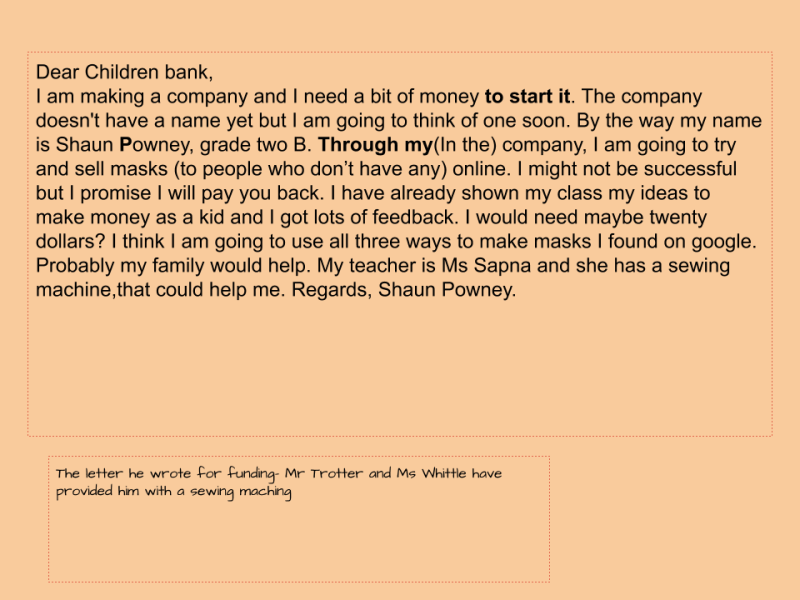 Dear Children bank,
I am making a company and I need a bit of money to start it. The company
doesn't have a name yet but I am going to think of one soon. By the way my name
is Shaun Powney, grade two B. Through my(In the) company, I am going to try
and sell masks (to people who don’t have any) online. I might not be successful
but I promise I will pay you back. I have already shown my class my ideas to
make money as a kid and I got lots of feedback. I would need maybe twenty
dollars? I think I am going to use all three ways to make masks I found on google.
Probably my family would help. My teacher is Ms Sapna and she has a sewing
machine,that could help me. Regards, Shaun Powney.
The letter he wrote for funding- Mr Trotter and Ms Whittle have
provided him with a sewing maching